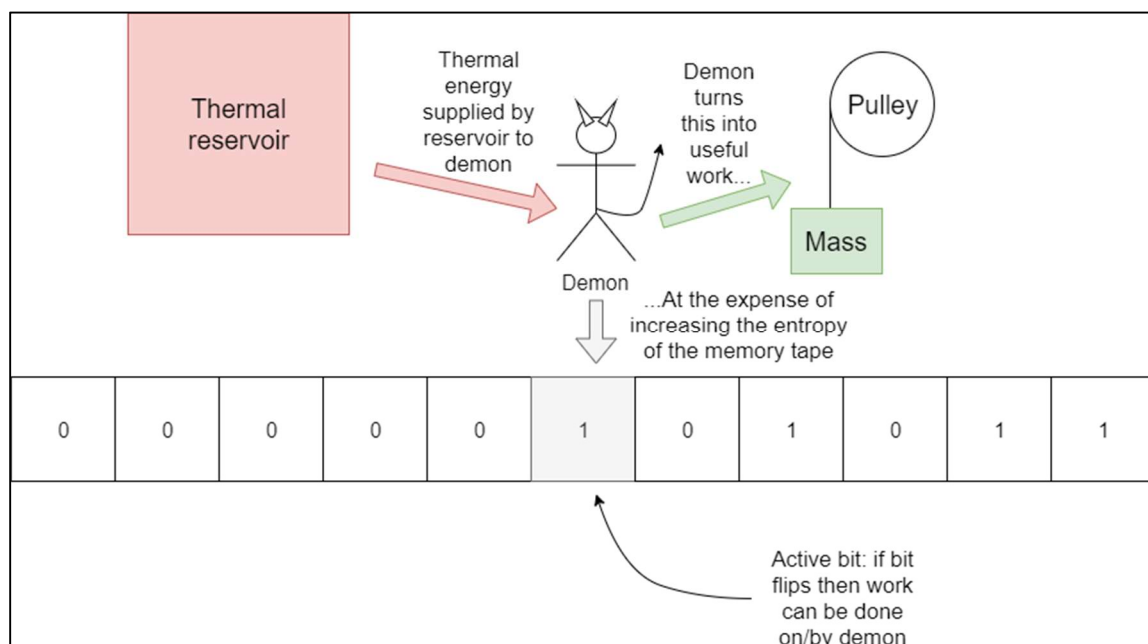 Thermal
reservoir
Thermal
energy
supplied by
reservoir to
demon
Demon
turns
this into
useful
work...
Pulley
Mass
Demon
...At the expense of
increasing the entropy
of the memory tape
0 0 0 0 0 1 0 1 0 1 1
Active bit: if bit
flips then work
can be done
on/by demon